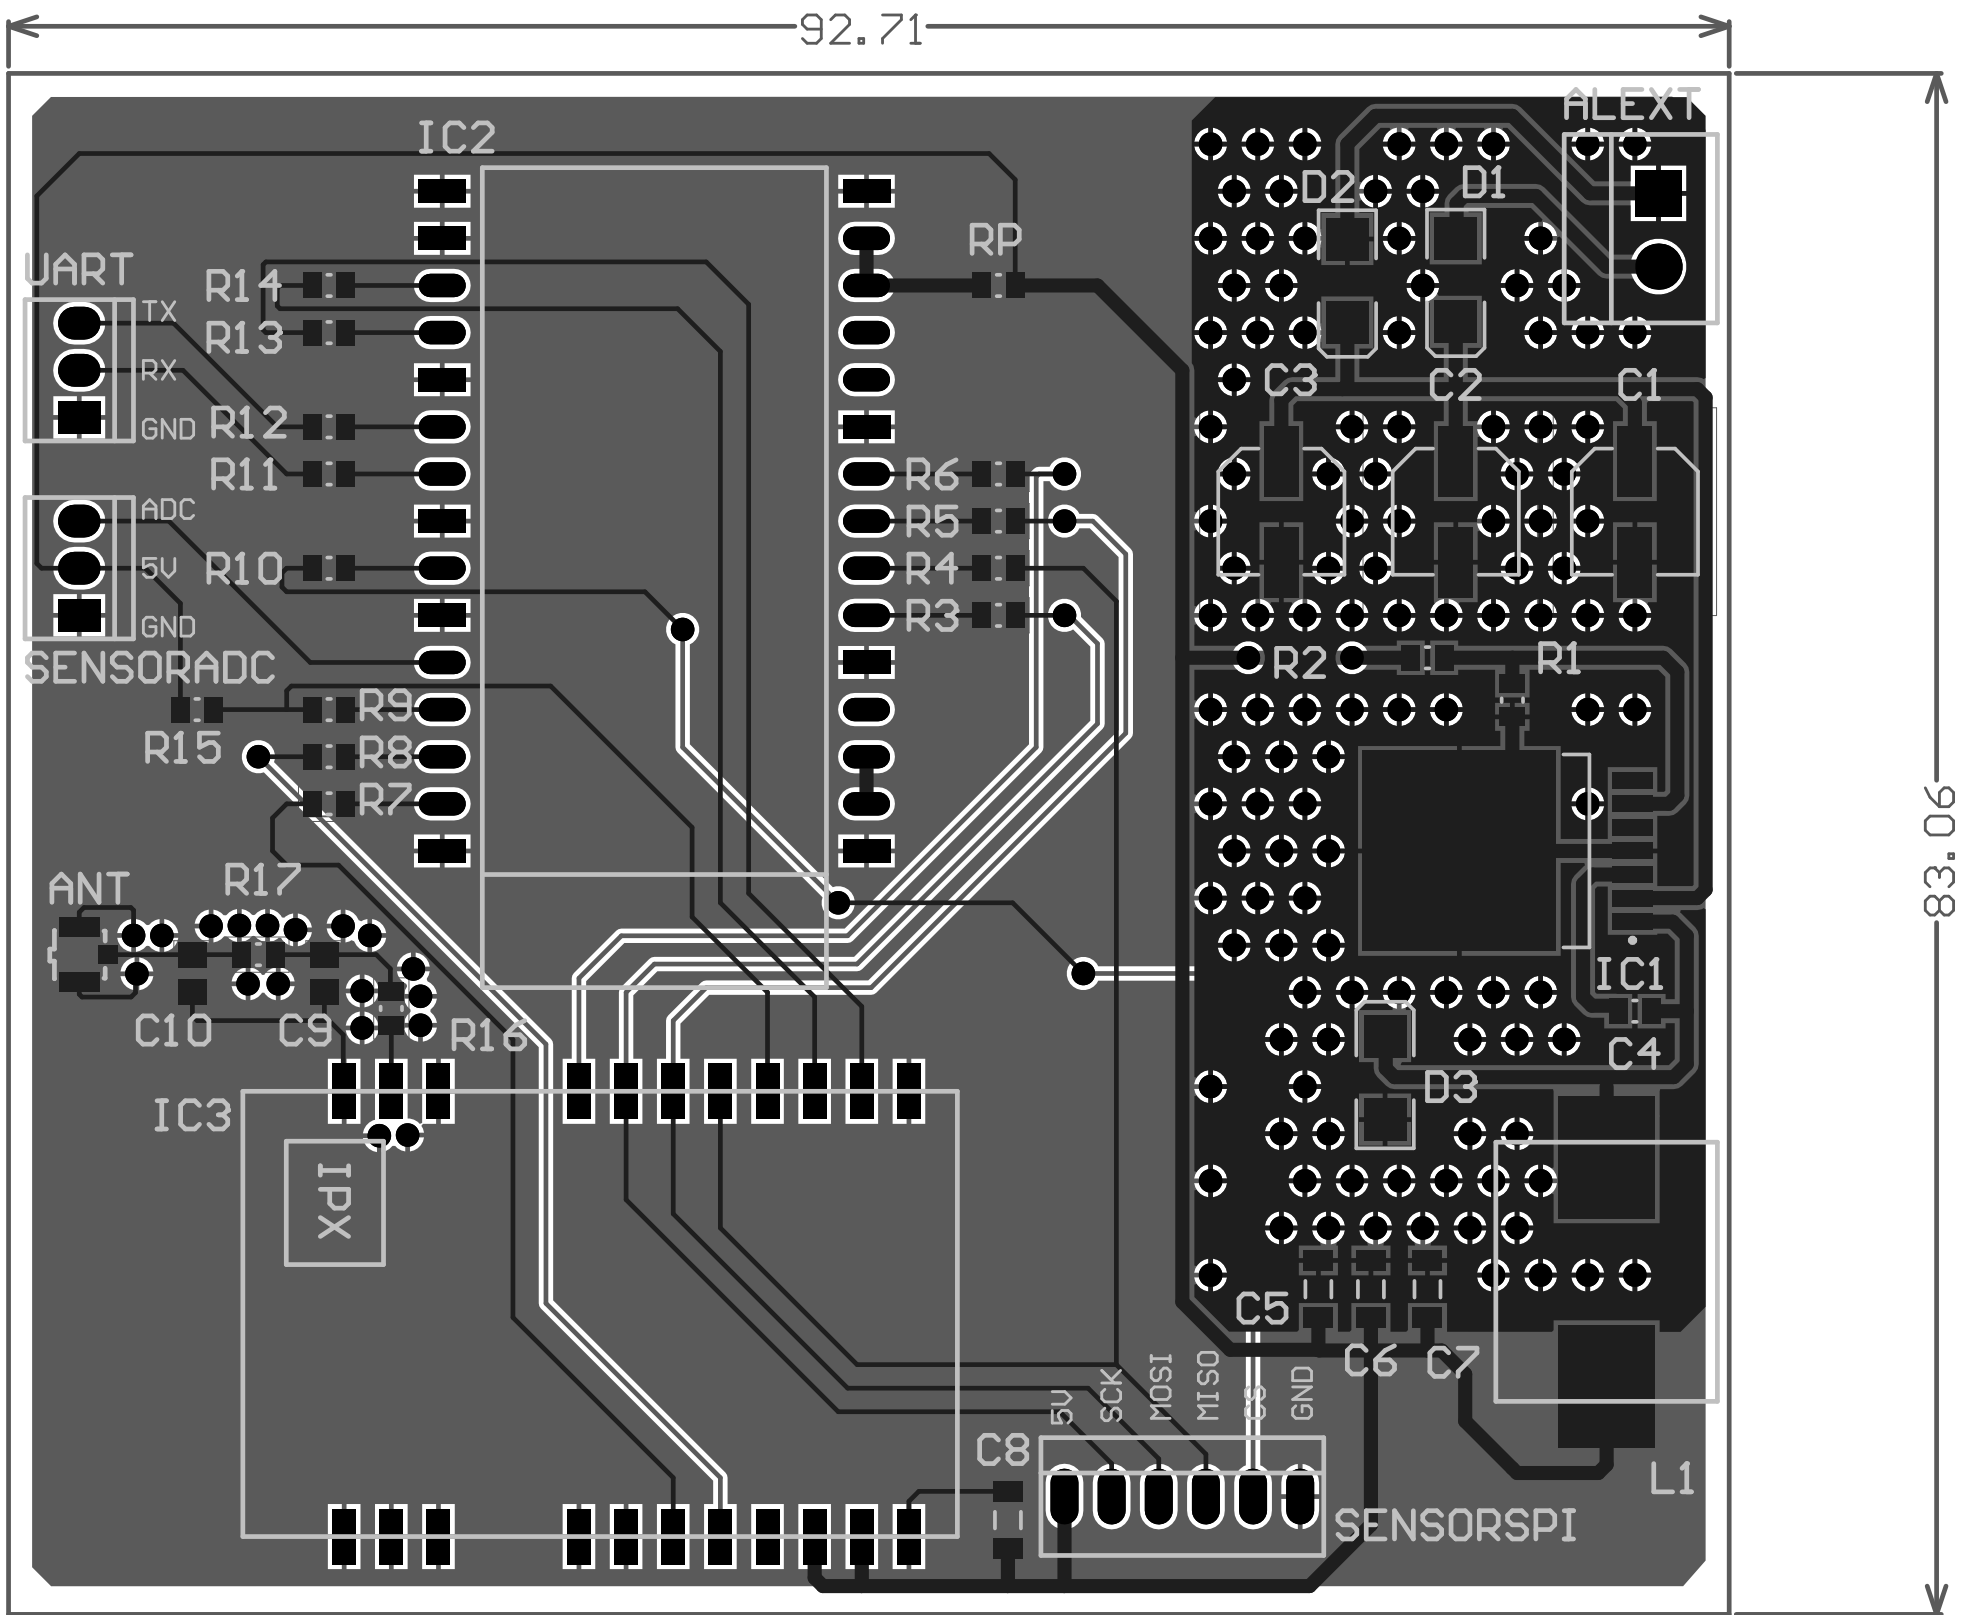 92.71
ALEXT
IC2
D2
D1
RP
UART
R14
TX
R13
RX
C3
C2
C1
R12
GND
R11
R6
ADC
R5
5V
R10
R4
GND
R3
SENSORADC
R2
R1
R9
R15
R8
R7
83.06
R17
ANT
IC1
C10
C9
R16
C4
D3
IC3
IPX
C5
C6
C7
5V
SCK
MOSI
MISO
CS
GND
C8
L1
SENSORSPI